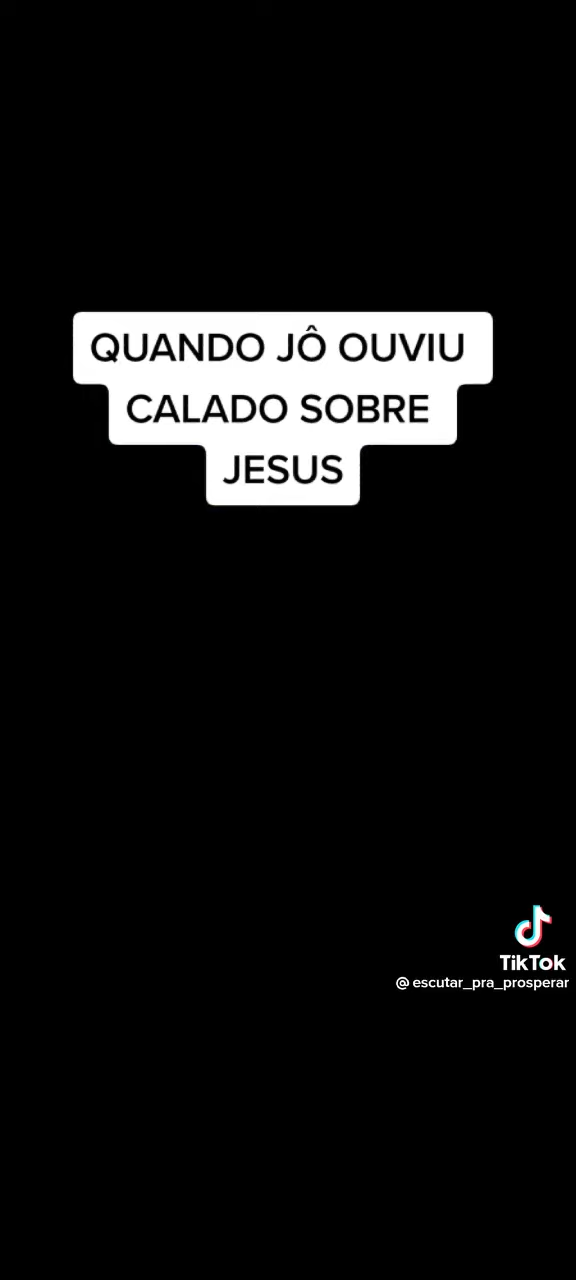 QUANDO JÔ OUVIU
CALADO SOBRE
JESUS
TikTok
@escutar_pra_prosperar